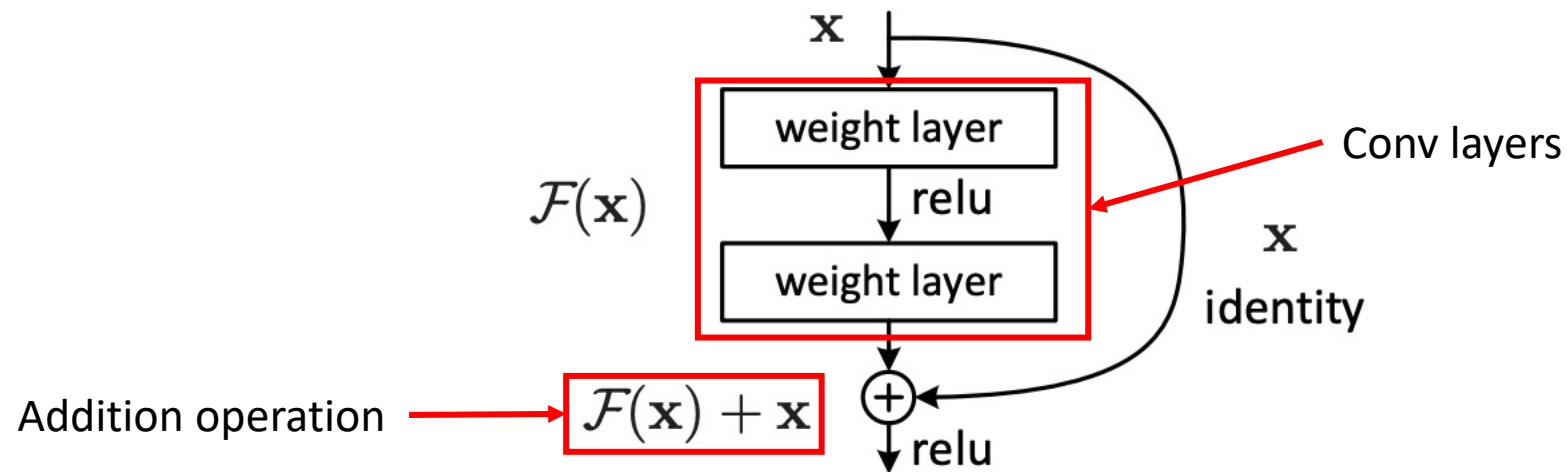 x
weight layer
Conv layers
relu
F(x)
x
weight layer
identity
Addition operation
F(x) + x
+
relu